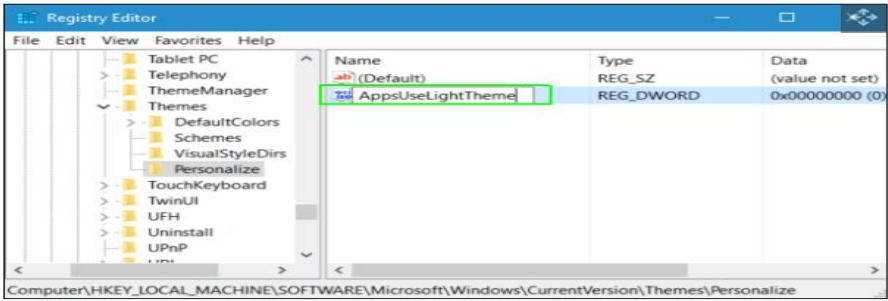 Registry Editor
File Edit View Favorites Help
Tablet PC
Telephony
ThemeManager
Themes
DefaultColors
Schemes
VisualStyleDirs
Personalize
TouchKeyboard
TwinUI
UFH
Uninstall
UPnP
Name Type Data
(Default) REG_SZ (value not set)
AppsUseLightTheme REG_DWORD 0x00000000 (0)
Computer\HKEY_LOCAL_MACHINE\SOFTWARE\Microsoft\Windows\CurrentVersion\Themes\Personalize